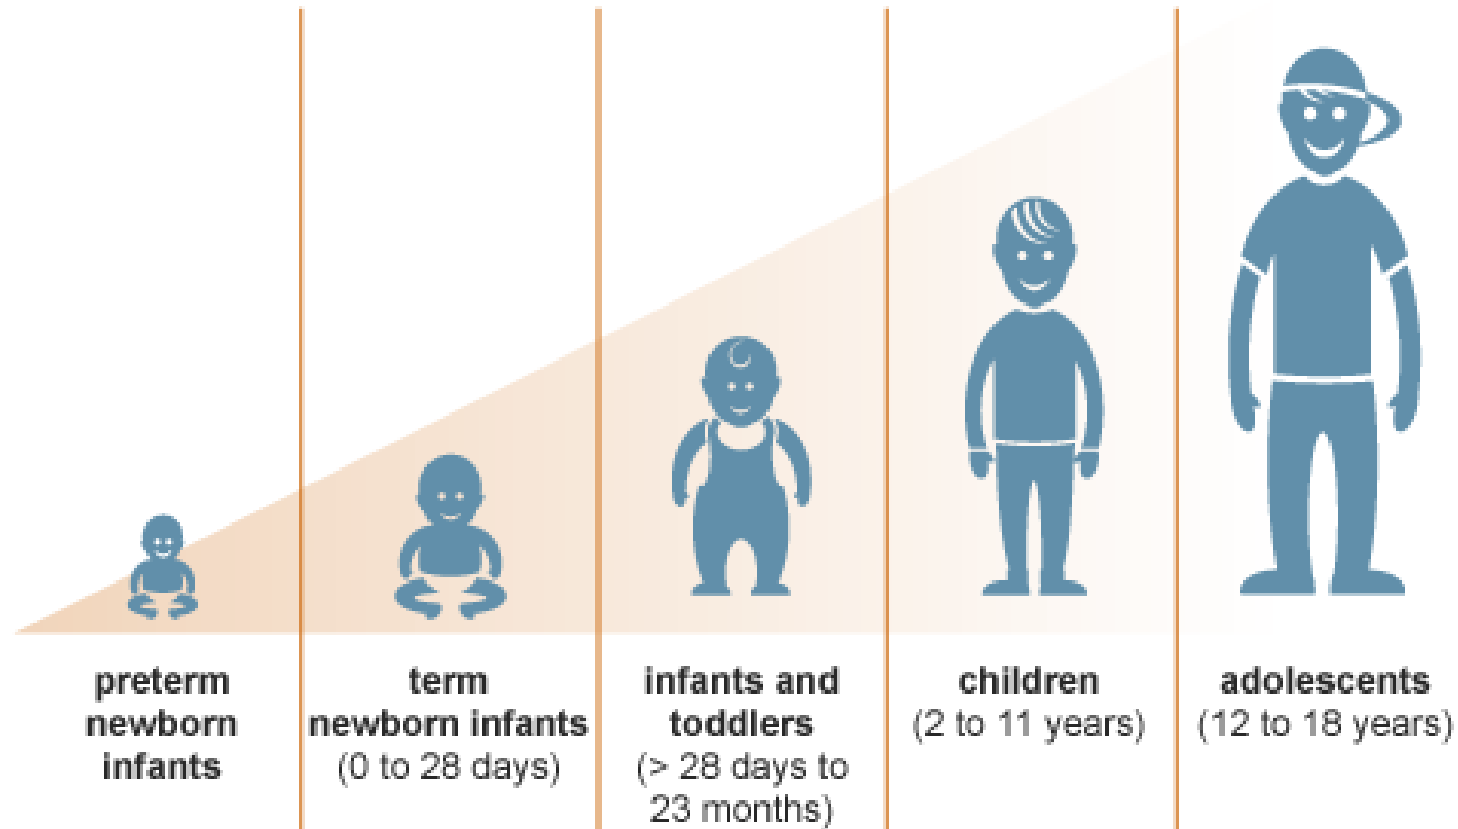 preterm
newborn
infants
term
newborn infants
(0 to 28 days)
infants and
toddlers
(> 28 days to
23 months)
children
(2 to 11 years)
adolescents
(12 to 18 years)